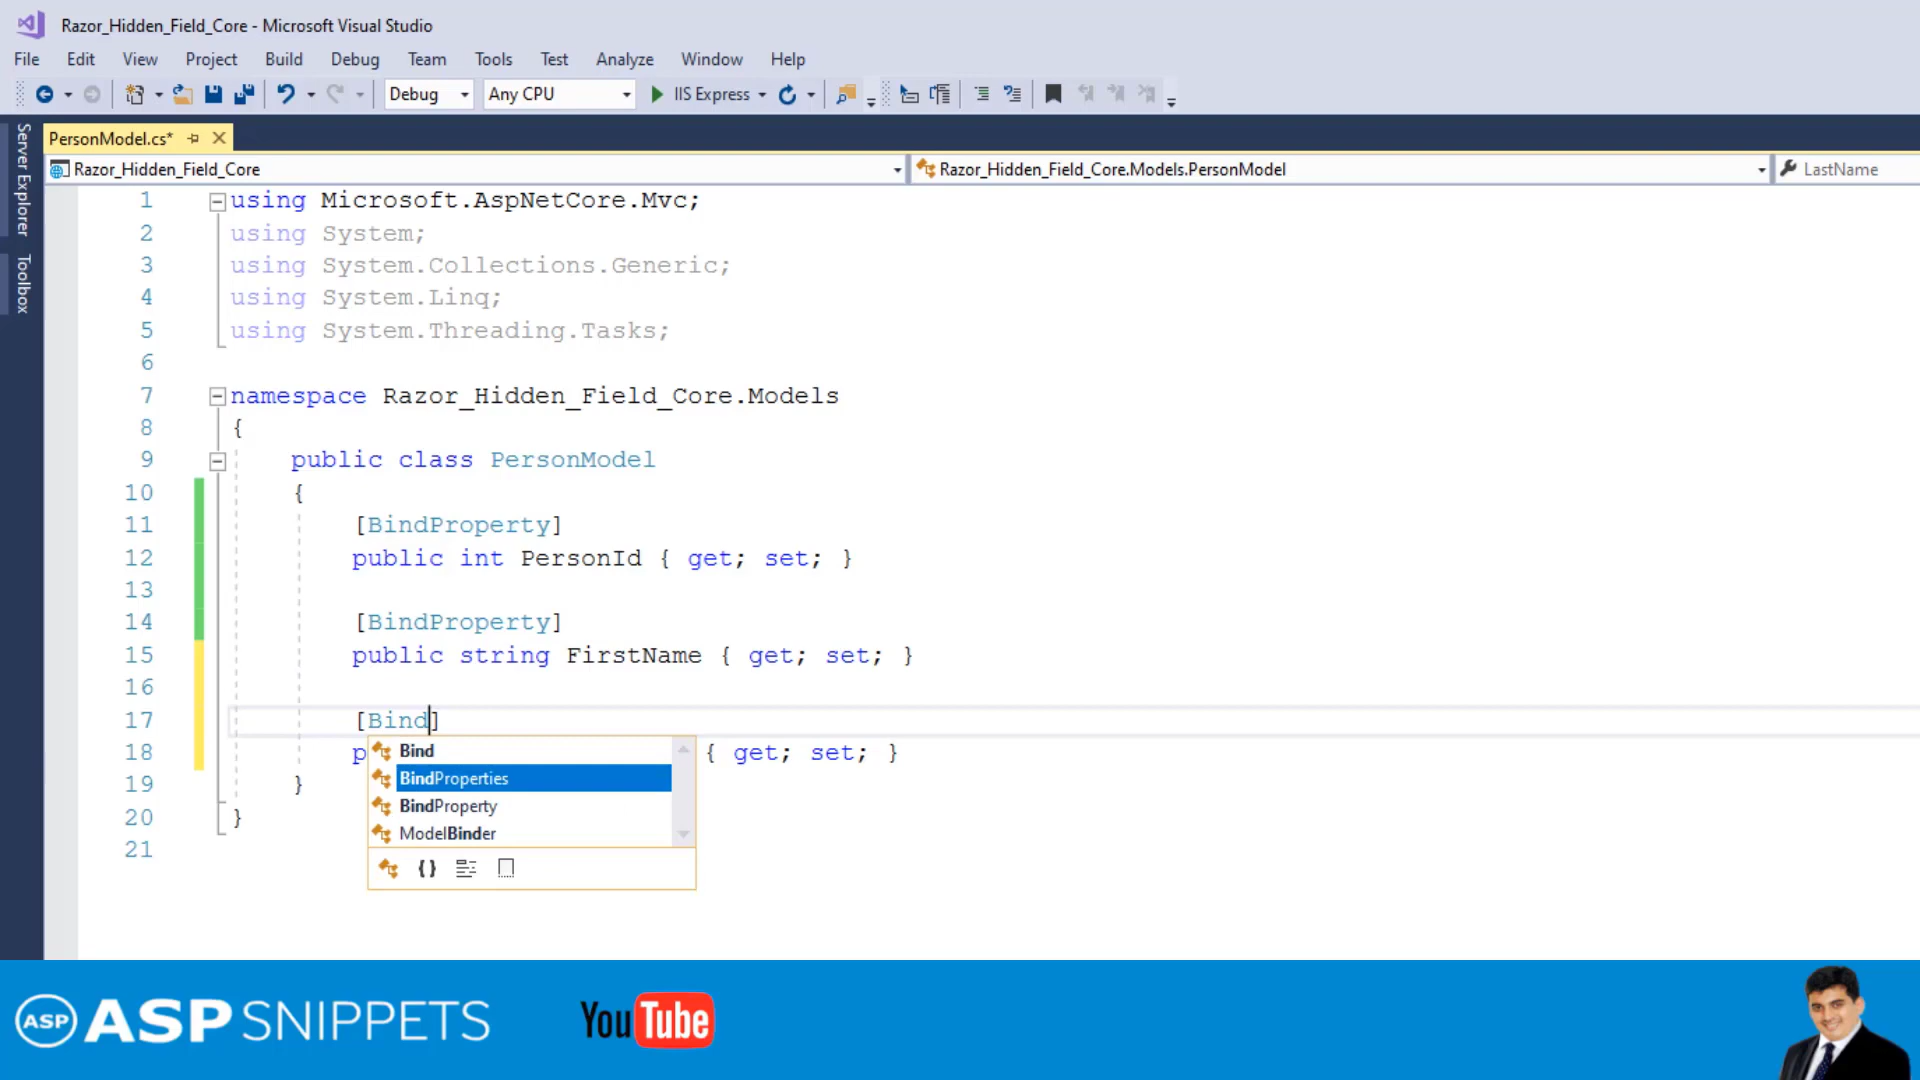 Razor_Hidden_Field_Core - Microsoft Visual Studio
File Edit View Project Build Debug Team Tools Test Analyze Window Help
Debug Any CPU IIS Express
Server Explorer
Toolbox
PersonModel.cs*
Razor_Hidden_Field_Core Razor_Hidden_Field_Core.Models.PersonModel LastName
1 using Microsoft.AspNetCore.Mvc;
2 using System;
3 using System.Collections.Generic;
4 using System.Linq;
5 using System.Threading.Tasks;
6
7 namespace Razor_Hidden_Field_Core.Models
8 {
9 public class PersonModel
10 {
11 [BindProperty]
12 public int PersonId { get; set; }
13
14 [BindProperty]
15 public string FirstName { get; set; }
16
17 [Bind]
18 p { get; set; }
19 }
20 }
21
Bind
BindProperties
BindProperty
ModelBinder
ASP ASPSNIPPETS YouTube